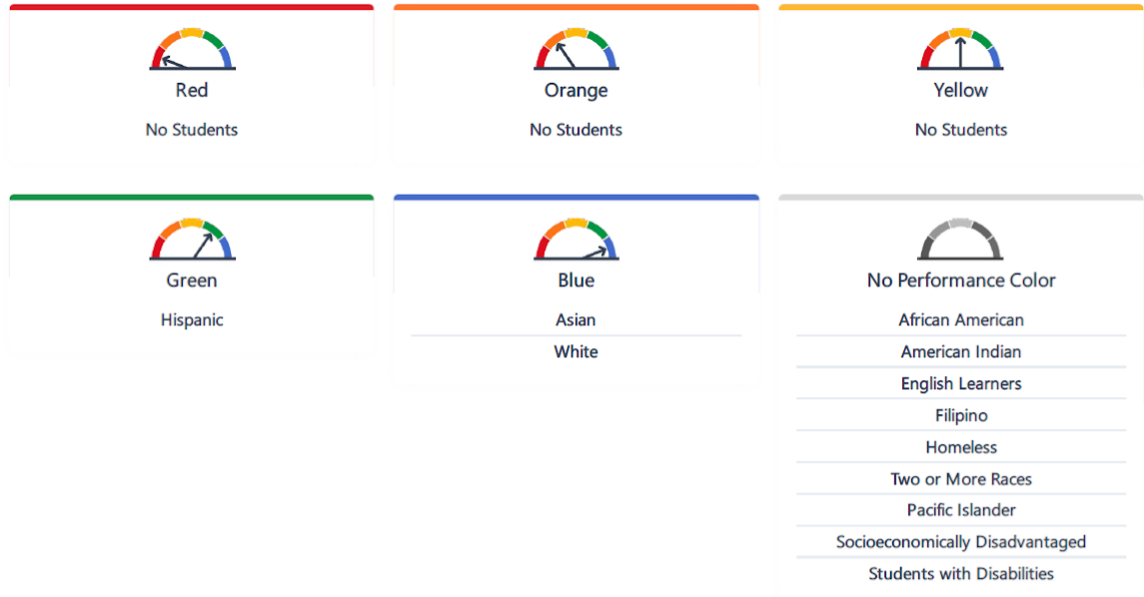 Red
No Students
Orange
No Students
Yellow
No Students
Green
Hispanic
Blue
Asian
White
No Performance Color
African American
American Indian
English Learners
Filipino
Homeless
Two or More Races
Pacific Islander
Socioeconomically Disadvantaged
Students with Disabilities